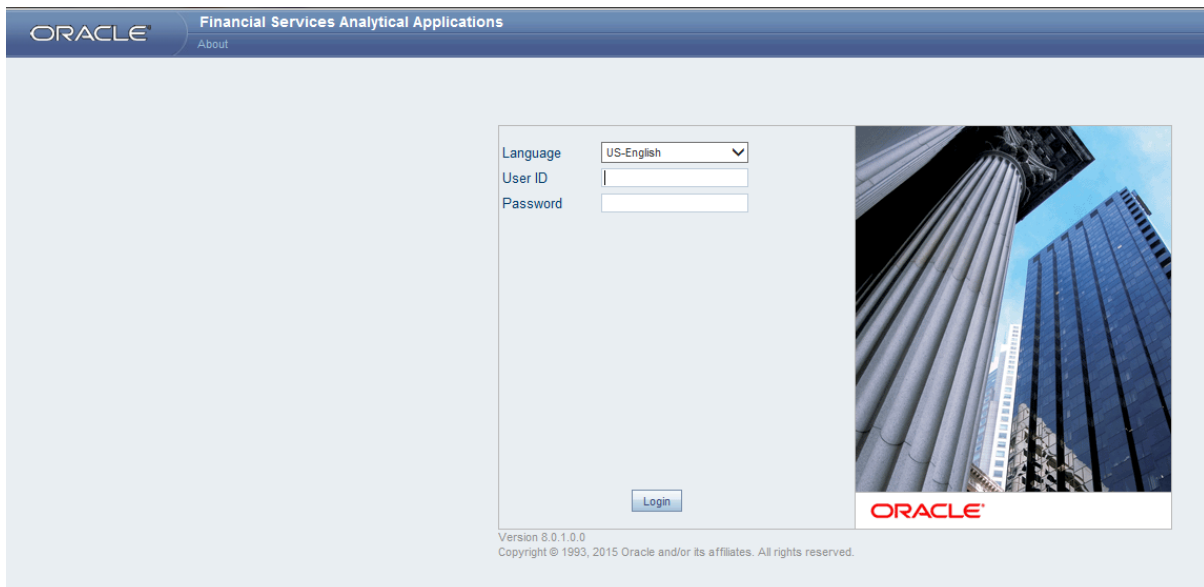 ORACLE
Financial Services Analytical Applications
About
Language US-English
User ID
Password
Login
ORACLE
Version 8.0.1.0.0
Copyright © 1993, 2015 Oracle and/or its affiliates. All rights reserved.